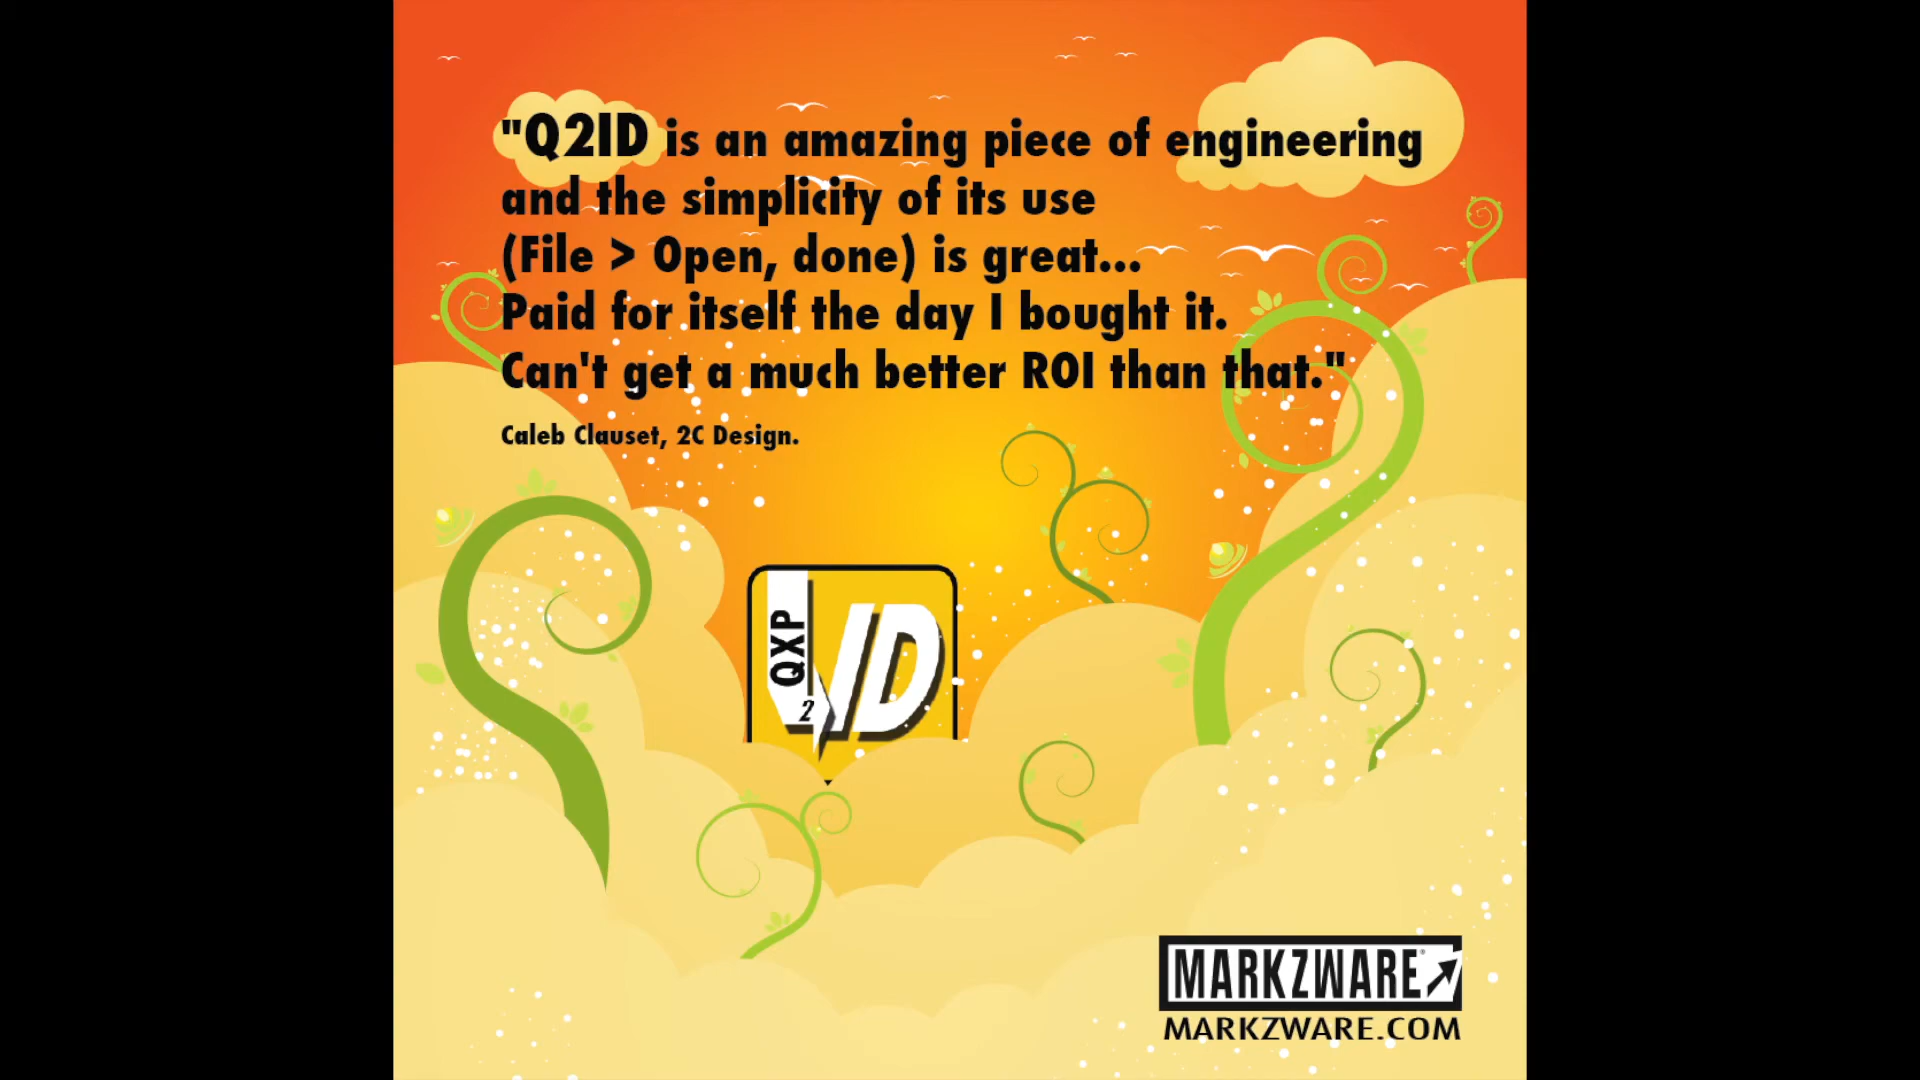 "Q2ID is an amazing piece of engineering
and the simplicity of its use
(File > Open, done) is great...
Paid for itself the day I bought it.
Can't get a much better ROI than that."
Caleb Clauset, 2C Design.
QXP
2
ID
MARKZWARE
MARKZWARE.COM